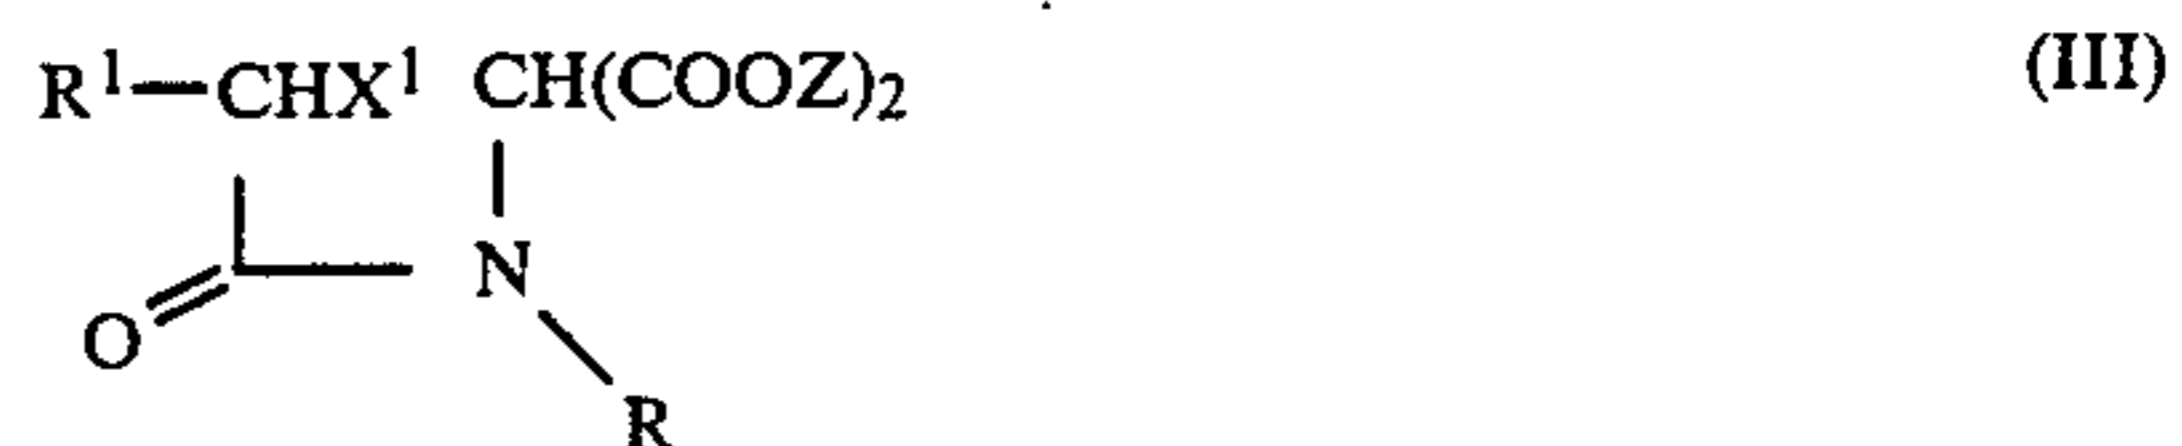 R¹—CHX¹ CH(COOZ)₂ (III)
O N
R